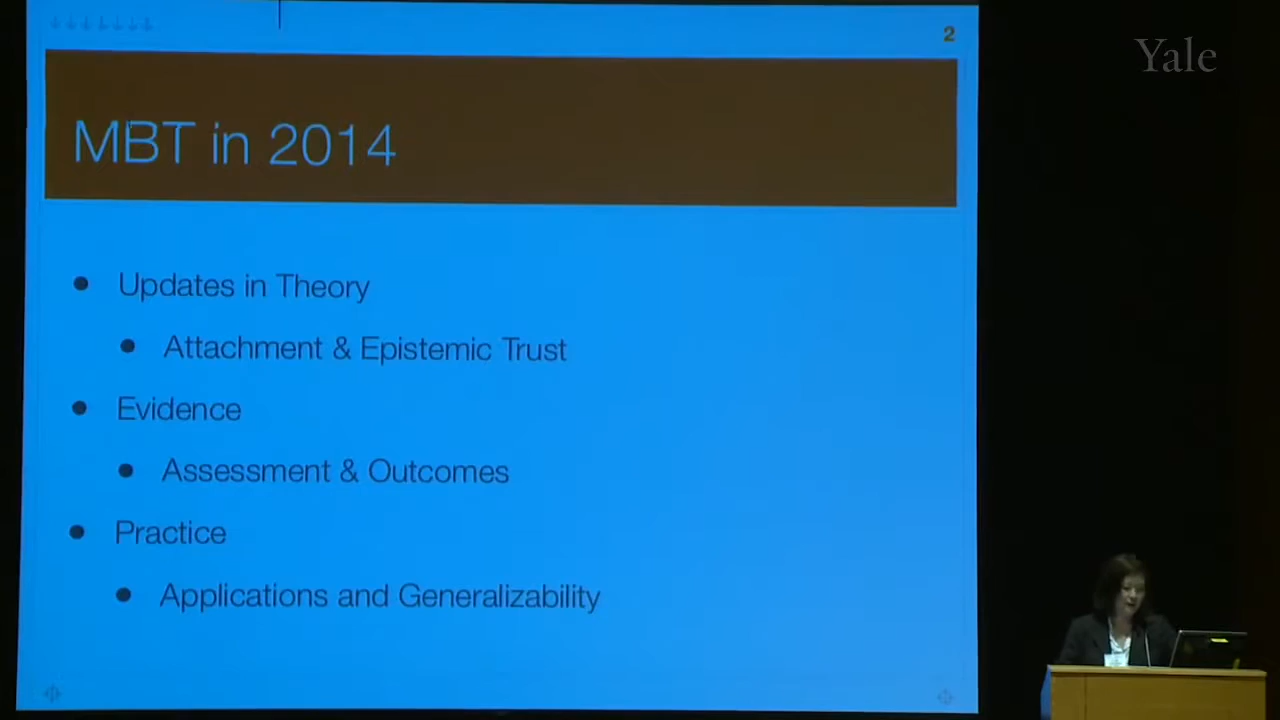 2
Yale
MBT in 2014
Updates in Theory
Attachment & Epistemic Trust
Evidence
Assessment & Outcomes
Practice
Applications and Generalizability